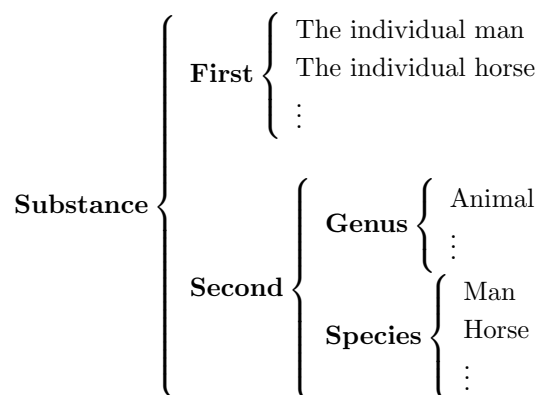 Substance
First
The individual man
The individual horse
⋮
Second
Genus
Animal
⋮
Species
Man
Horse
⋮